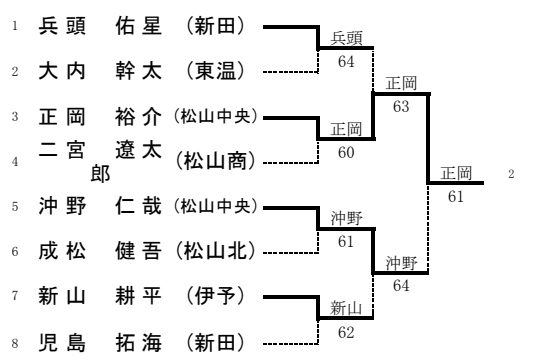 1 兵頭 佑星 （新田）
2 大内 幹太 （東温）
3 正岡 裕介 （松山中央）
4 二宮 遼太郎 （松山商）
5 沖野 仁哉 （松山中央）
6 成松 健吾 （松山北）
7 新山 耕平 （伊予）
8 児島 拓海 （新田）
兵頭
64
正岡
60
沖野
61
新山
62
正岡
63
沖野
64
正岡
61
2